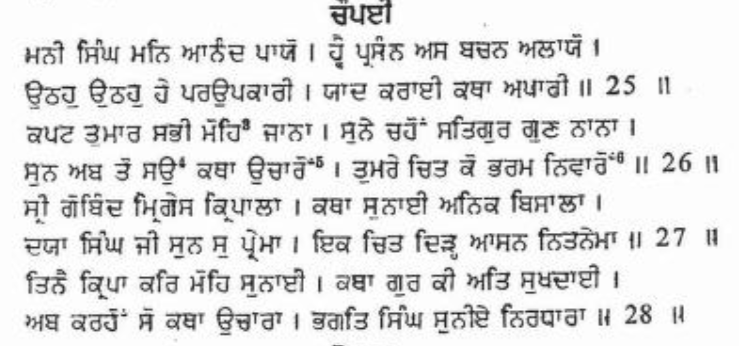 ਚੌਪਈ
ਮਨੀ ਸਿੰਘ ਮਨਿ ਆਨੰਦ ਪਾਯੋ । ਹ੍ਵੈ ਪ੍ਰਸੰਨ ਅਸ ਬਚਨ ਅਲਾਯੋ ।
ਉਠਹੁ ਉਠਹੁ ਹੇ ਪਰਉਪਕਾਰੀ । ਯਾਦ ਕਰਾਈ ਕਥਾ ਅਪਾਰੀ ॥ 25 ॥
ਕਪਟ ਤੁਮਾਰ ਸਭੀ ਮੋਹਿ³ ਜਾਨਾ । ਸੁਨੇ ਚਹੋਂ ਸਤਿਗੁਰ ਗੁਣ ਨਾਨਾ ।
ਸੁਨ ਅਬ ਤੋ ਸਉ⁴ ਕਥਾ ਉਚਾਰੋਂ⁵ । ਤੁਮਰੇ ਚਿਤ ਕੋ ਭਰਮ ਨਿਵਾਰੋਂ⁶ ॥ 26 ॥
ਸ੍ਰੀ ਗੋਬਿੰਦ ਮ੍ਰਿਗੇਸ ਕ੍ਰਿਪਾਲਾ । ਕਥਾ ਸੁਨਾਈ ਅਨਿਕ ਬਿਸਾਲਾ ।
ਦਯਾ ਸਿੰਘ ਜੀ ਸੁਨ ਸੁ ਪ੍ਰੇਮਾ । ਇਕ ਚਿਤ ਦਿੜ੍ਹ ਆਸਨ ਨਿਤਨੇਮਾ ॥ 27 ॥
ਤਿਨੈ ਕ੍ਰਿਪਾ ਕਰਿ ਮੋਹਿ ਸੁਨਾਈ । ਕਥਾ ਗੁਰ ਕੀ ਅਤਿ ਸੁਖਦਾਈ ।
ਅਬ ਕਰਹੋਂ ਸੋ ਕਥਾ ਉਚਾਰਾ । ਭਗਤਿ ਸਿੰਘ ਸੁਨੀਏ ਨਿਰਧਾਰਾ ॥ 28 ॥